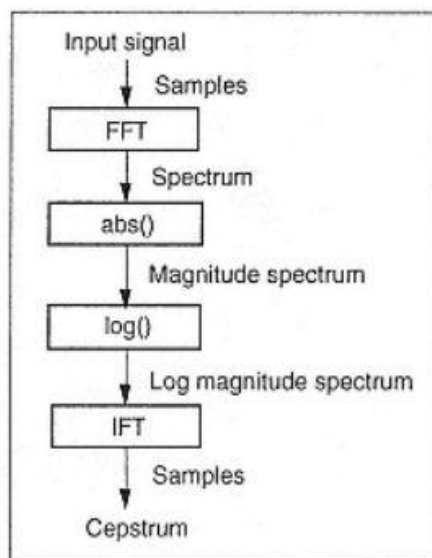 Input signal
Samples
FFT
Spectrum
abs()
Magnitude spectrum
log()
Log magnitude spectrum
IFT
Samples
Cepstrum